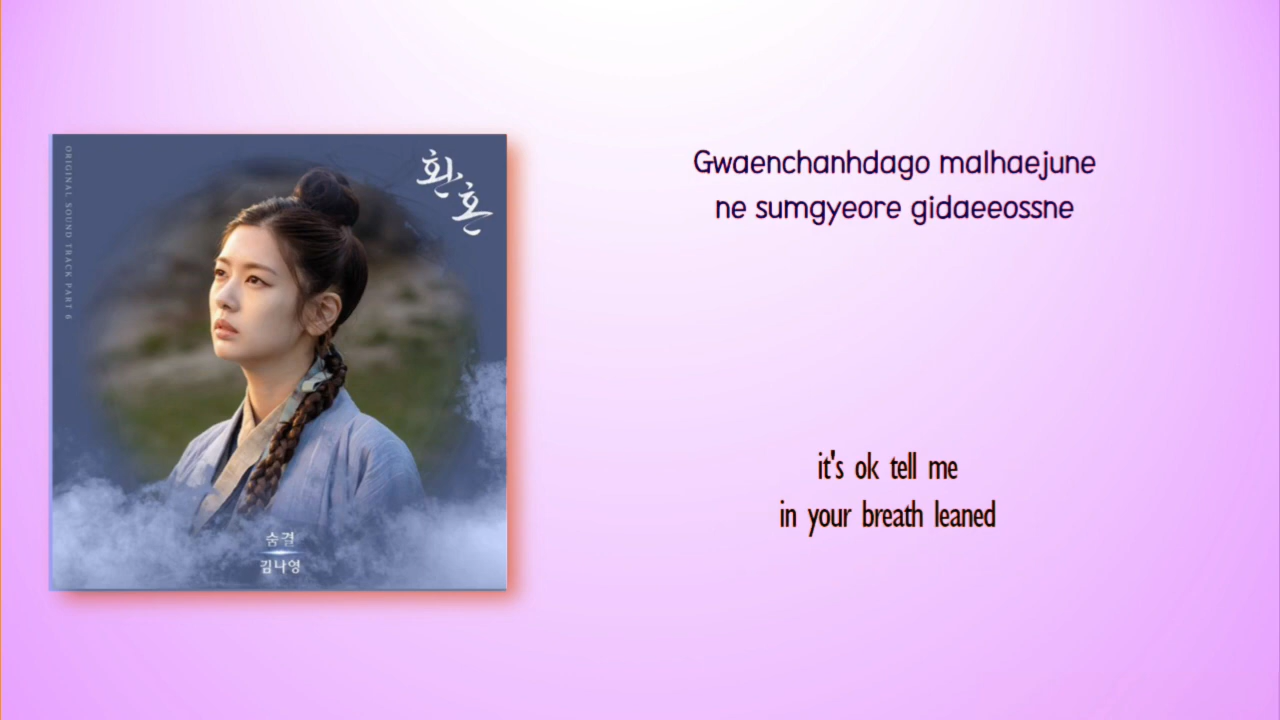 ORIGINAL SOUND TRACK PART 6
환혼
숨결
김나영
Gwaenchanhdago malhaejune
ne sumgyeore gidaeeossne
it's ok tell me
in your breath leaned